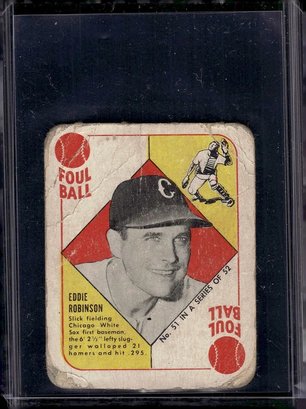 FOUL
BALL
C
EDDIE
ROBINSON
Slick fielding
Chicago White
Sox first baseman,
the 6' 2½" lefty slug-
ger walloped 21
homers and hit .295.
No. 51 IN A SERIES OF 52
FOUL
BALL